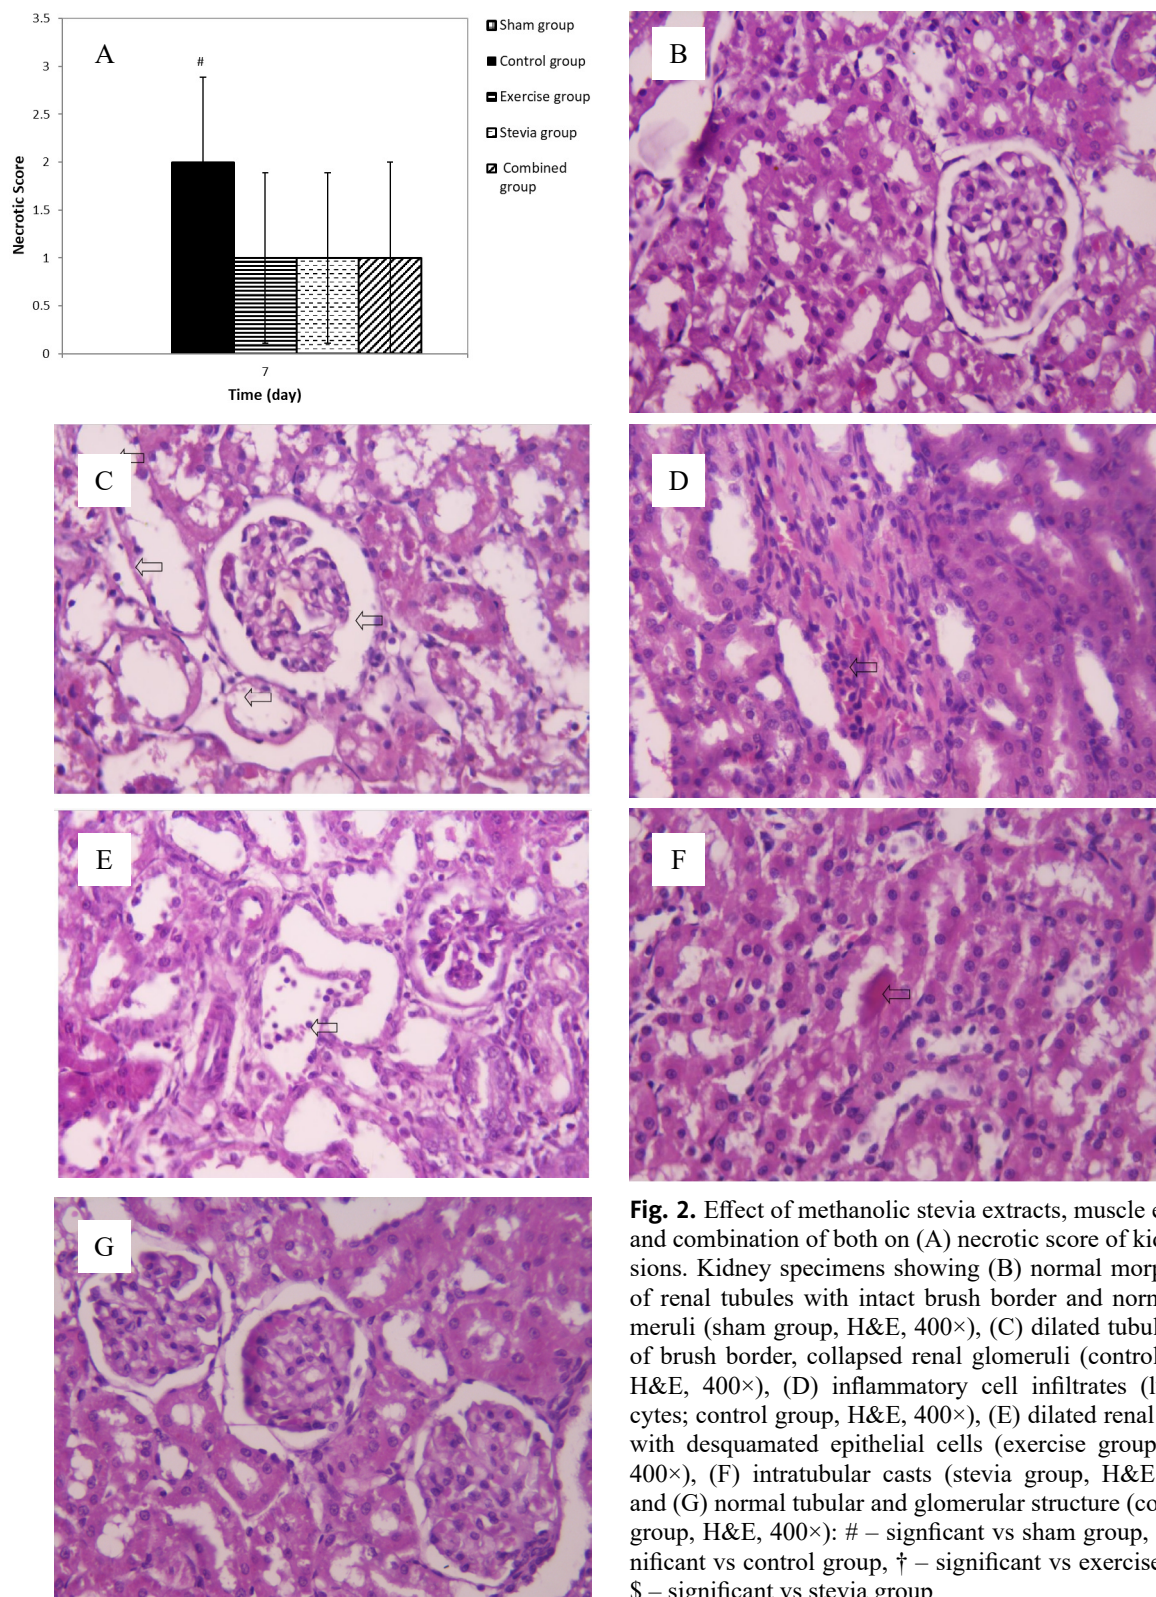 3.5
3
2.5
2
1.5
1
0.5
0
Necrotic Score
A
#
7
Time (day)
Sham group
Control group
Exercise group
Stevia group
Combined
group
B
C
D
E
F
G
Fig. 2. Effect of methanolic stevia extracts, muscle e
and combination of both on (A) necrotic score of kid
sions. Kidney specimens showing (B) normal morp
of renal tubules with intact brush border and norm
meruli (sham group, H&E, 400×), (C) dilated tubul
of brush border, collapsed renal glomeruli (control
H&E, 400×), (D) inflammatory cell infiltrates (l
cytes; control group, H&E, 400×), (E) dilated renal
with desquamated epithelial cells (exercise group
400×), (F) intratubular casts (stevia group, H&E
and (G) normal tubular and glomerular structure (co
group, H&E, 400×): # – signficant vs sham group,
nificant vs control group, † – significant vs exercise
$ – significant vs stevia group